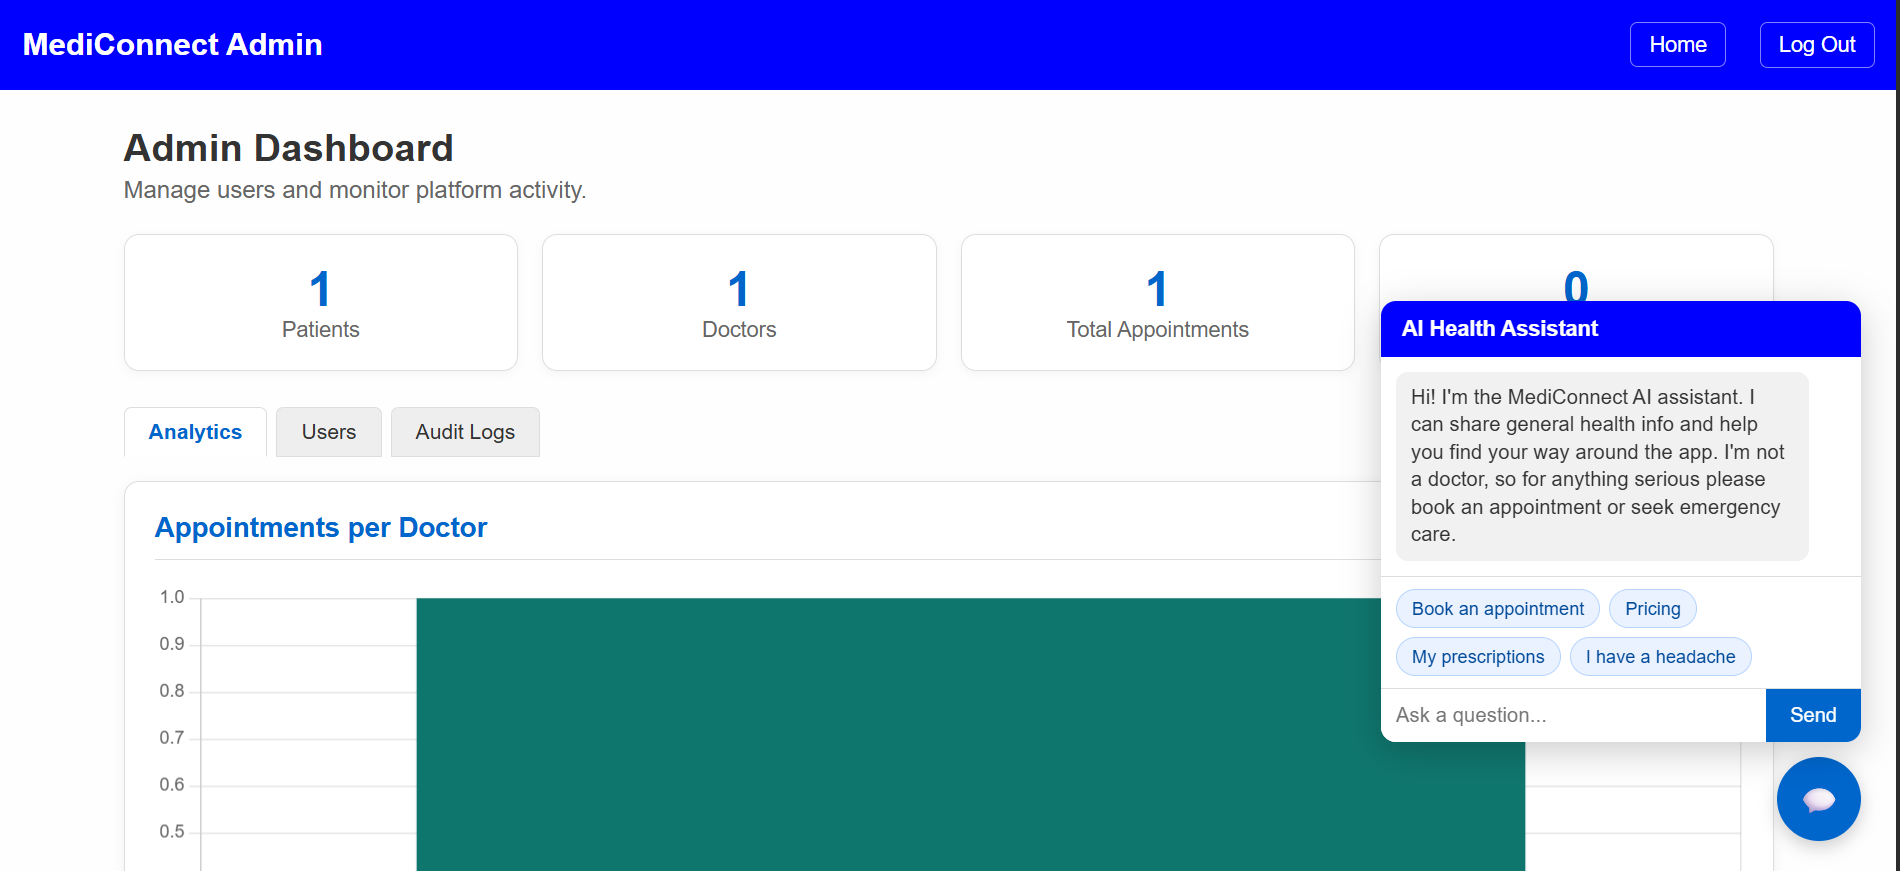 MediConnect Admin
Home
Log Out
Admin Dashboard
Manage users and monitor platform activity.
1
Patients
1
Doctors
1
Total Appointments
0
Analytics
Users
Audit Logs
Appointments per Doctor
1.0
0.9
0.8
0.7
0.6
0.5
AI Health Assistant
Hi! I'm the MediConnect AI assistant. I
can share general health info and help
you find your way around the app. I'm not
a doctor, so for anything serious please
book an appointment or seek emergency
care.
Book an appointment
Pricing
My prescriptions
I have a headache
Ask a question...
Send